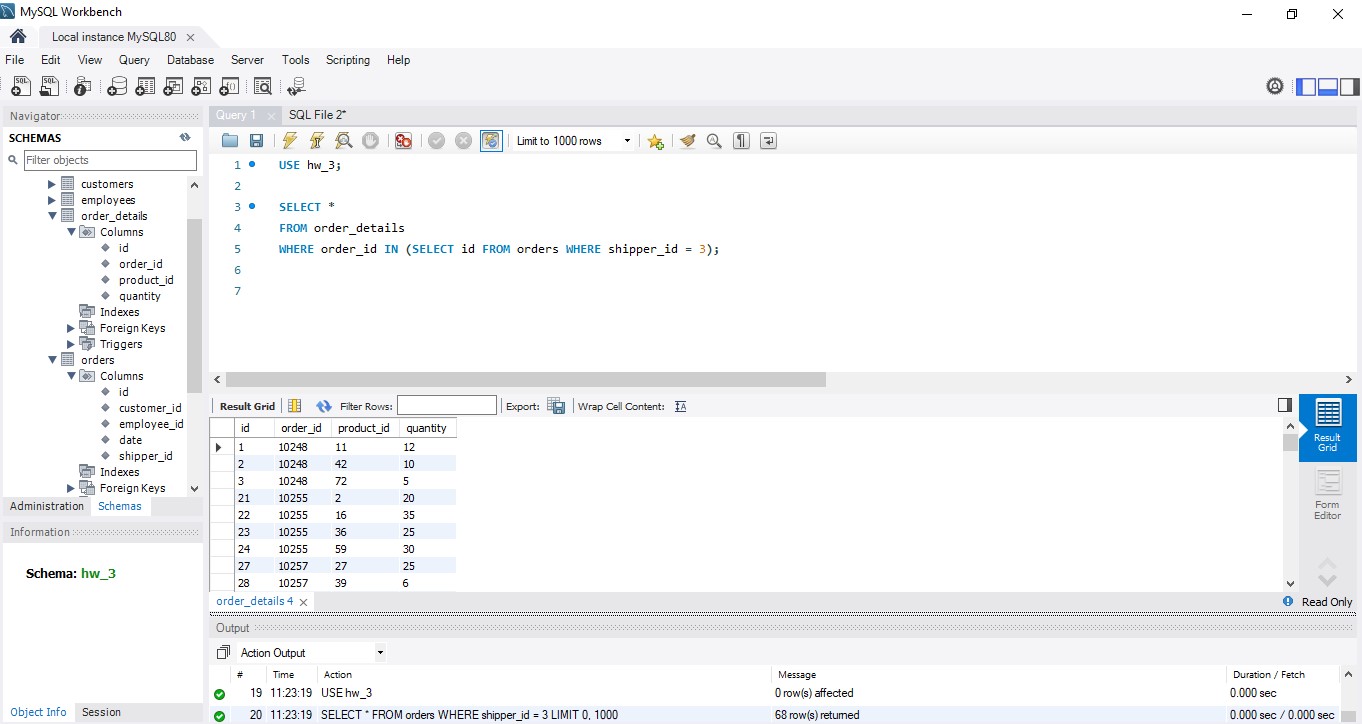 MySQL Workbench
Local instance MySQL80
File Edit View Query Database Server Tools Scripting Help
Navigator
SCHEMAS
Filter objects
customers
employees
order_details
Columns
id
order_id
product_id
quantity
Indexes
Foreign Keys
Triggers
orders
Columns
id
customer_id
employee_id
date
shipper_id
Indexes
Foreign Keys
Administration Schemas
Information
Schema: hw_3
Object Info Session
Query 1 SQL File 2*
Limit to 1000 rows
1 USE hw_3;
2
3 SELECT *
4 FROM order_details
5 WHERE order_id IN (SELECT id FROM orders WHERE shipper_id = 3);
6
7
Result Grid Filter Rows: Export: Wrap Cell Content:
id order_id product_id quantity
1 10248 11 12
2 10248 42 10
3 10248 72 5
21 10255 2 20
22 10255 16 35
23 10255 36 25
24 10255 59 30
27 10257 27 25
28 10257 39 6
Result Grid
Form Editor
order_details 4
Read Only
Output
Action Output
# Time Action Message Duration / Fetch
19 11:23:19 USE hw_3 0 row(s) affected 0.000 sec
20 11:23:19 SELECT * FROM orders WHERE shipper_id = 3 LIMIT 0, 1000 68 row(s) returned 0.000 sec / 0.000 sec